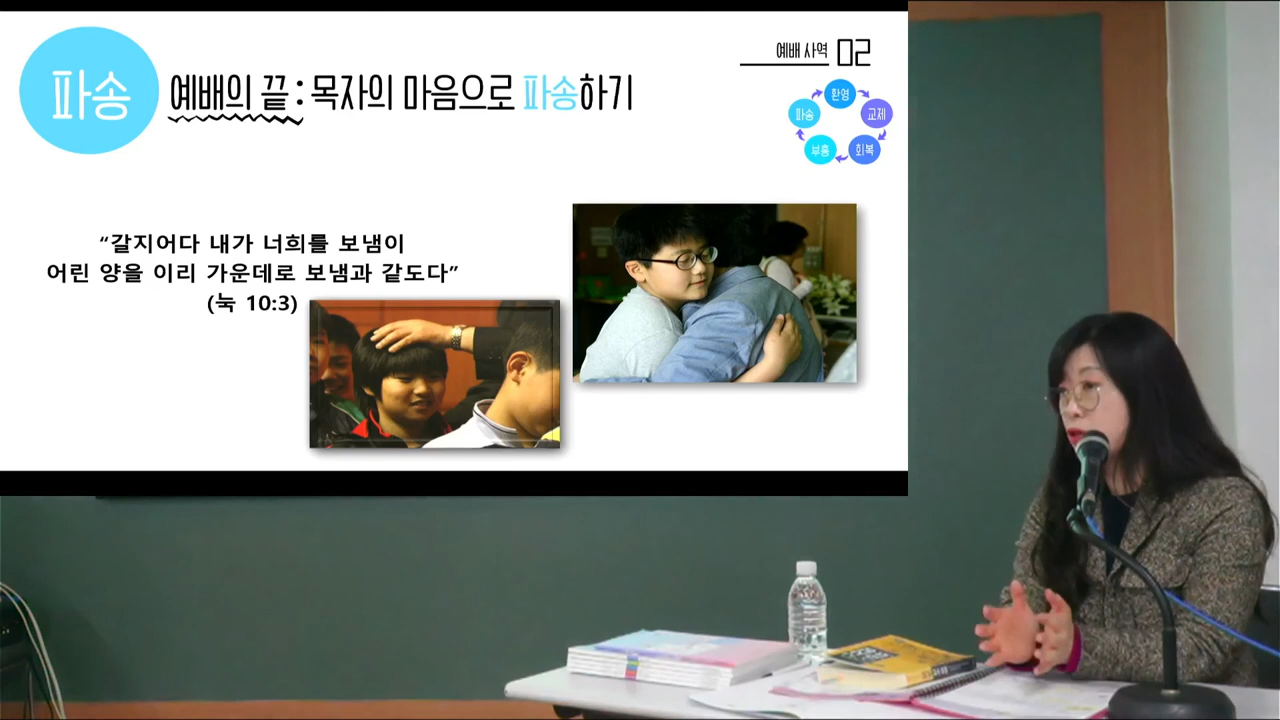 파송
예배의 끝 : 목자의 마음으로 파송하기
예배 사역 02
환영
교제
회복
부흥
파송
“갈지어다 내가 너희를 보냄이
어린 양을 이리 가운데로 보냄과 같도다”
(눅 10:3)